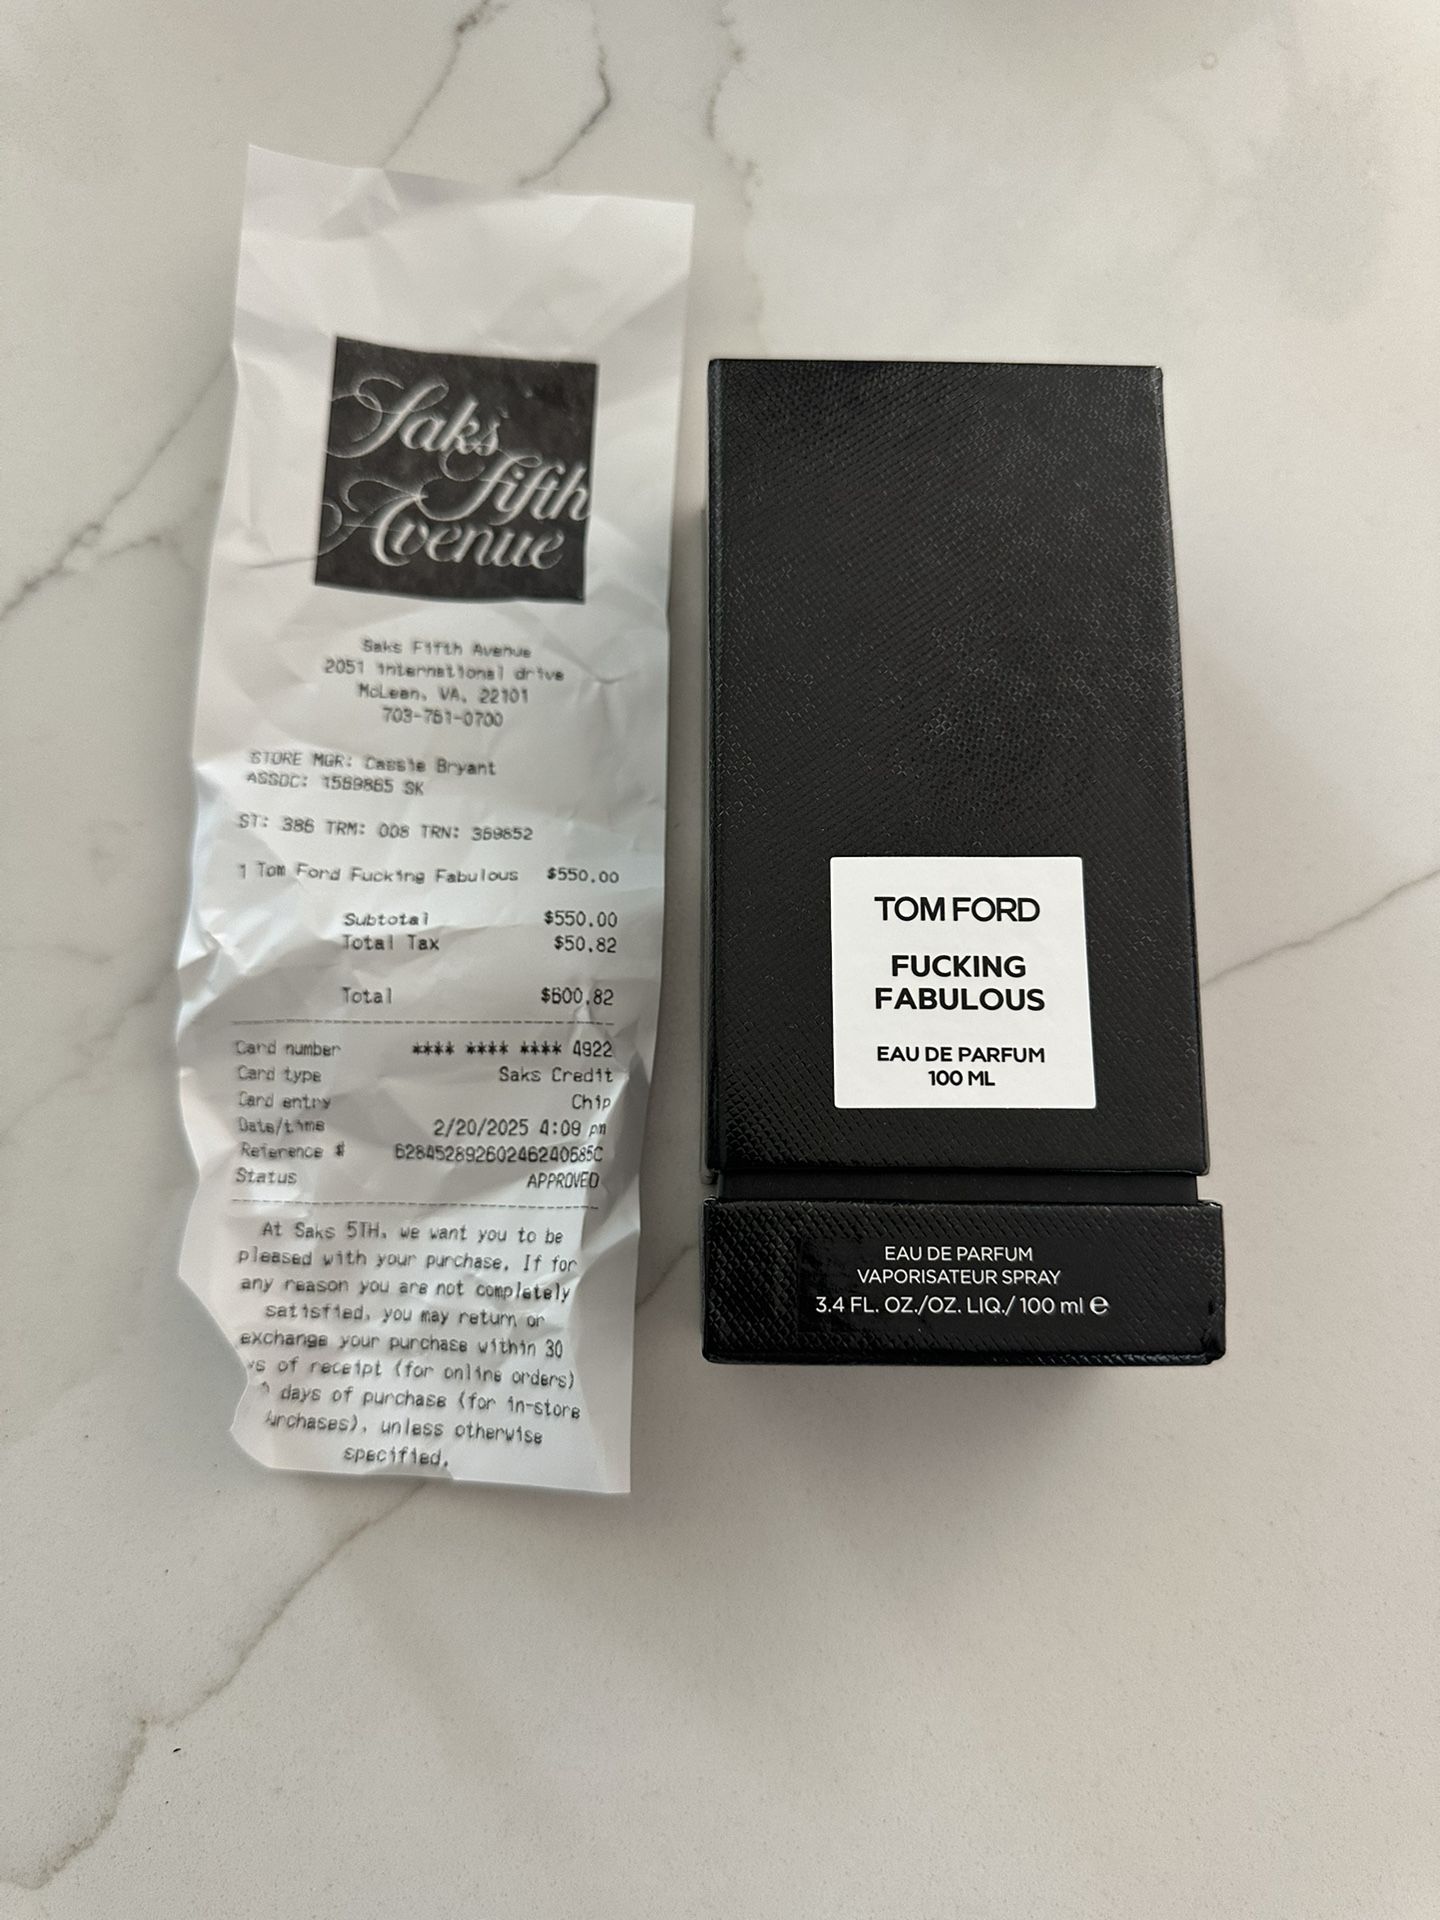 Saks
Fifth
Avenue
Saks Fifth Avenue
2051 international drive
McLean, VA, 22101
703-761-0700
STORE MGR: Cassie Bryant
ASSOC: 1569865 SK
ST: 386 TRM: 008 TRN: 369852
1 Tom Ford Fucking Fabulous $550.00
Subtotal $550.00
Total Tax $50.82
Total $600.82
Card number **** **** **** 4922
Card type Saks Credit
Card entry Chip
Date/time 2/20/2025 4:09 pm
Reference # 62845289260246240685C
Status APPROVED
At Saks 5TH, we want you to be
pleased with your purchase. If for
any reason you are not completely
satisfied, you may return or
exchange your purchase within 30
of receipt (for online orders)
days of purchase (for in-store
urchases), unless otherwise
specified.
TOM FORD
FUCKING
FABULOUS
EAU DE PARFUM
100 ML
EAU DE PARFUM
VAPORISATEUR SPRAY
3.4 FL. OZ./OZ. LIQ./ 100 ml e